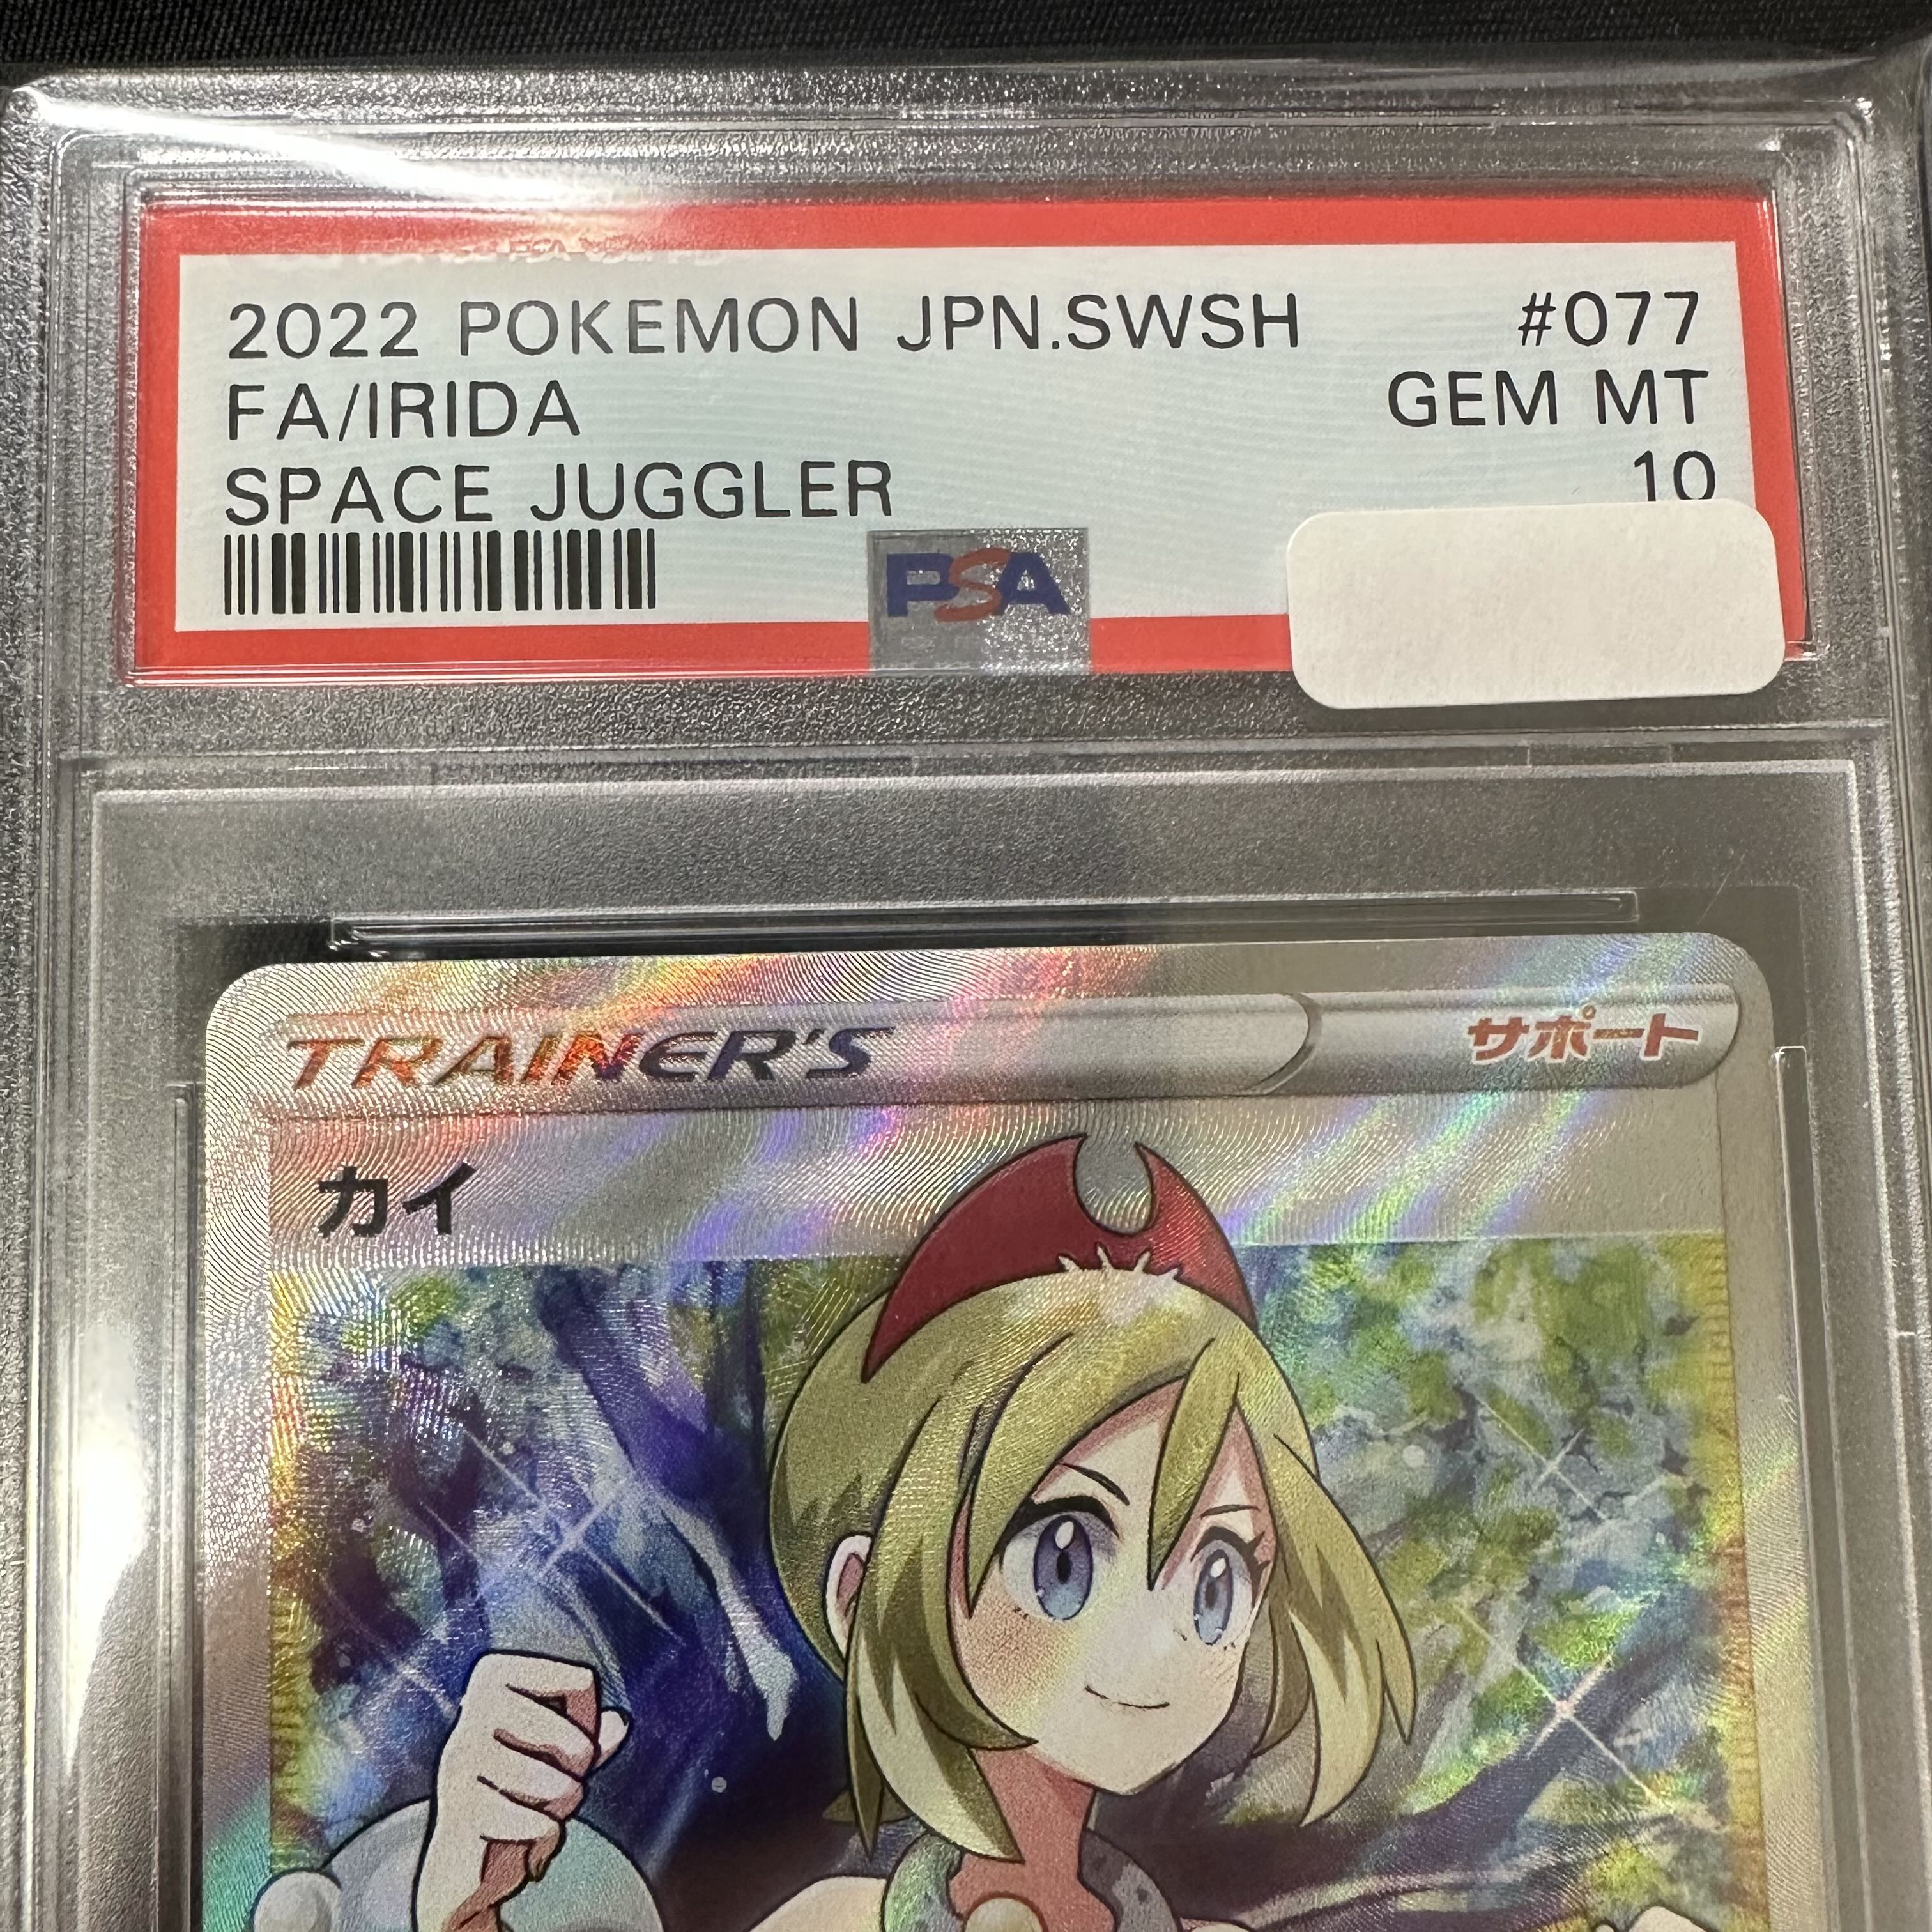 2022 POKEMON JPN.SWSH #077
FA/IRIDA GEM MT
SPACE JUGGLER 10
PSA
TRAINER'S サポート
カイ